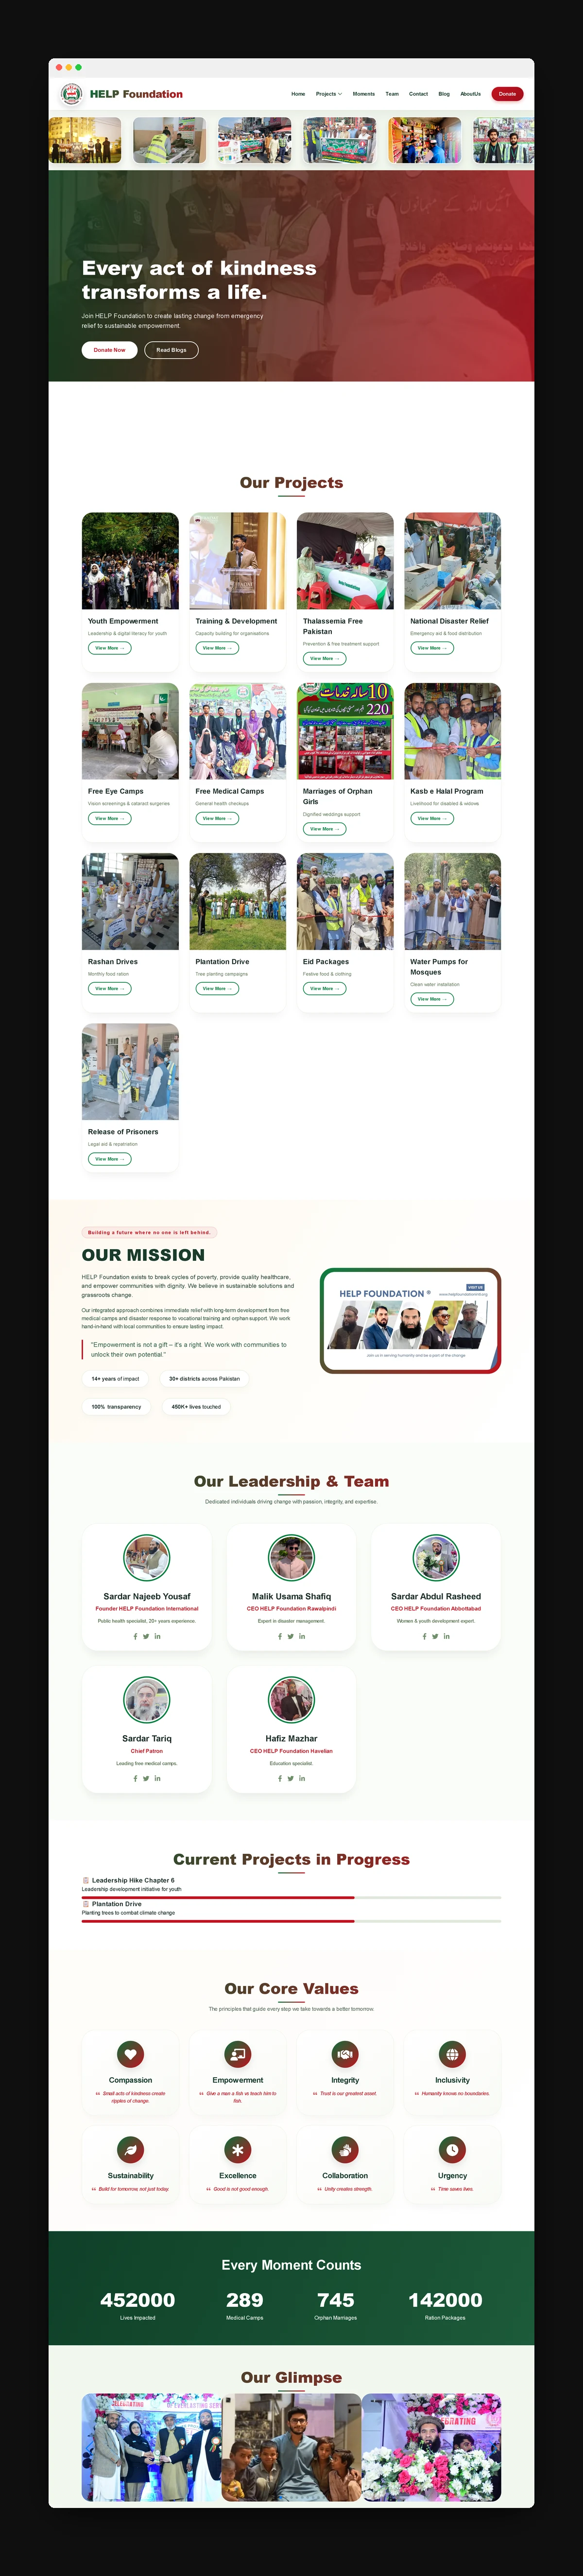 HELP Foundation
Home Projects Moments Team Contact Blog AboutUs Donate
Every act of kindness
transforms a life.
Join HELP Foundation to create lasting change from emergency
relief to sustainable empowerment.
Donate Now Read Blogs
Our Projects
Youth Empowerment
Leadership & digital literacy for youth
View More →
Training & Development
Capacity building for organisations
View More →
Thalassemia Free
Pakistan
Prevention & free treatment support
View More →
National Disaster Relief
Emergency aid & food distribution
View More →
Free Eye Camps
Vision screenings & cataract surgeries
View More →
Free Medical Camps
General health checkups
View More →
10 سالہ خدمات
220
Marriages of Orphan
Girls
Dignified weddings support
View More →
Kasb e Halal Program
Livelihood for disabled & widows
View More →
Rashan Drives
Monthly food ration
View More →
Plantation Drive
Tree planting campaigns
View More →
Eid Packages
Festive food & clothing
View More →
Water Pumps for
Mosques
Clean water installation
View More →
Release of Prisoners
Legal aid & repatriation
View More →
Building a future where no one is left behind.
OUR MISSION
HELP Foundation exists to break cycles of poverty, provide quality healthcare,
and empower communities with dignity. We believe in sustainable solutions and
grassroots change.
Our integrated approach combines immediate relief with long-term development from free
medical camps and disaster response to vocational training and orphan support. We work
hand-in-hand with local communities to ensure lasting impact.
"Empowerment is not a gift – it's a right. We work with communities to
unlock their own potential."
14+ years of impact
30+ districts across Pakistan
100% transparency
450K+ lives touched
VISIT US
HELP FOUNDATION ®
Join us in serving humanity and be a part of the change.
Our Leadership & Team
Dedicated individuals driving change with passion, integrity, and expertise.
Sardar Najeeb Yousaf
Founder HELP Foundation International
Public health specialist, 20+ years experience.
Malik Usama Shafiq
CEO HELP Foundation Rawalpindi
Expert in disaster management.
Sardar Abdul Rasheed
CEO HELP Foundation Abbottabad
Women & youth development expert.
Sardar Tariq
Chief Patron
Leading free medical camps.
Hafiz Mazhar
CEO HELP Foundation Havelian
Education specialist.
Current Projects in Progress
Leadership Hike Chapter 6
Leadership development initiative for youth
Plantation Drive
Planting trees to combat climate change
Our Core Values
The principles that guide every step we take towards a better tomorrow.
Compassion
“ Small acts of kindness create
ripples of change.
Empowerment
“ Give a man a fish vs teach him to
fish.
Integrity
“ Trust is our greatest asset.
Inclusivity
“ Humanity knows no boundaries.
Sustainability
“ Build for tomorrow, not just today.
Excellence
“ Good is not good enough.
Collaboration
“ Unity creates strength.
Urgency
“ Time saves lives.
Every Moment Counts
452000
Lives Impacted
289
Medical Camps
745
Orphan Marriages
142000
Ration Packages
Our Glimpse